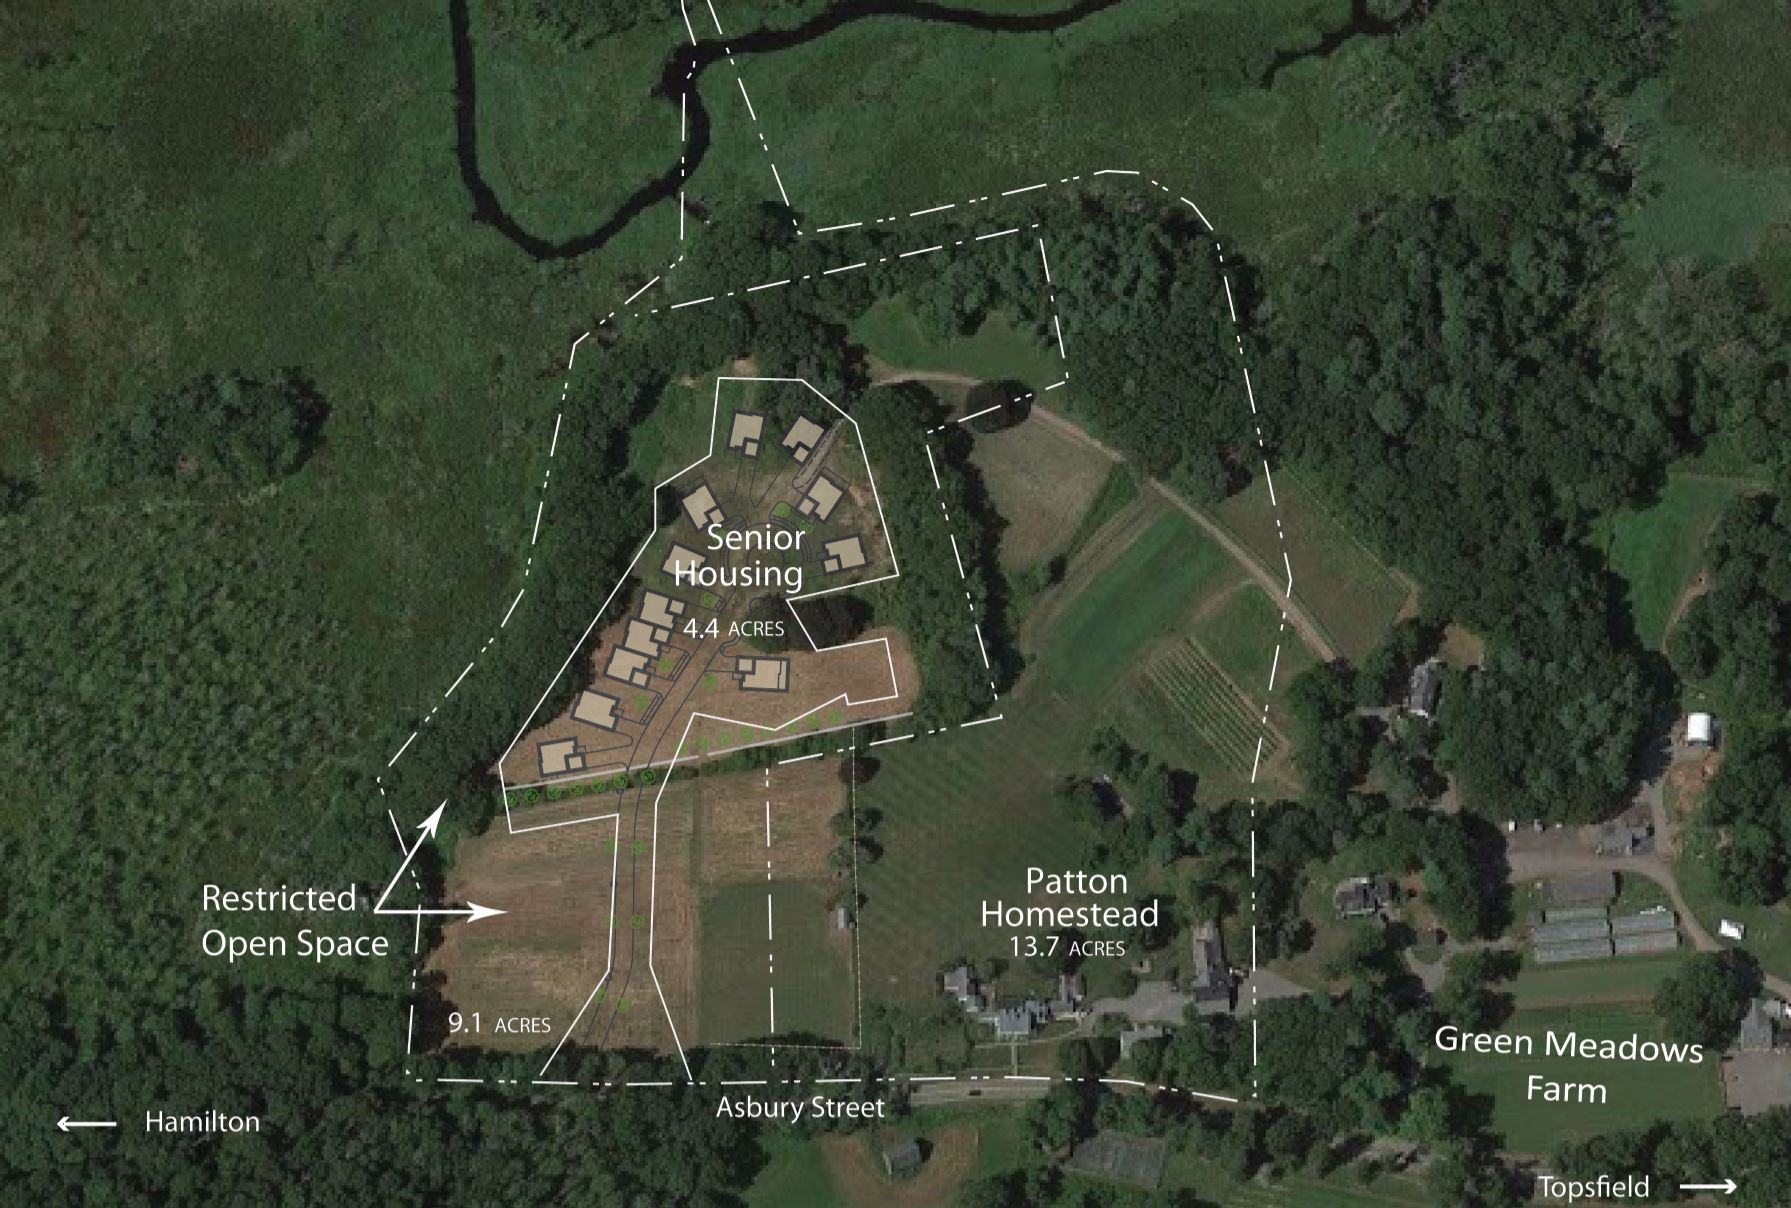 Senior
Housing
4.4 ACRES
Restricted
Open Space
9.1 ACRES
Patton
Homestead
13.7 ACRES
Green Meadows
Farm
Asbury Street
Hamilton
Topsfield